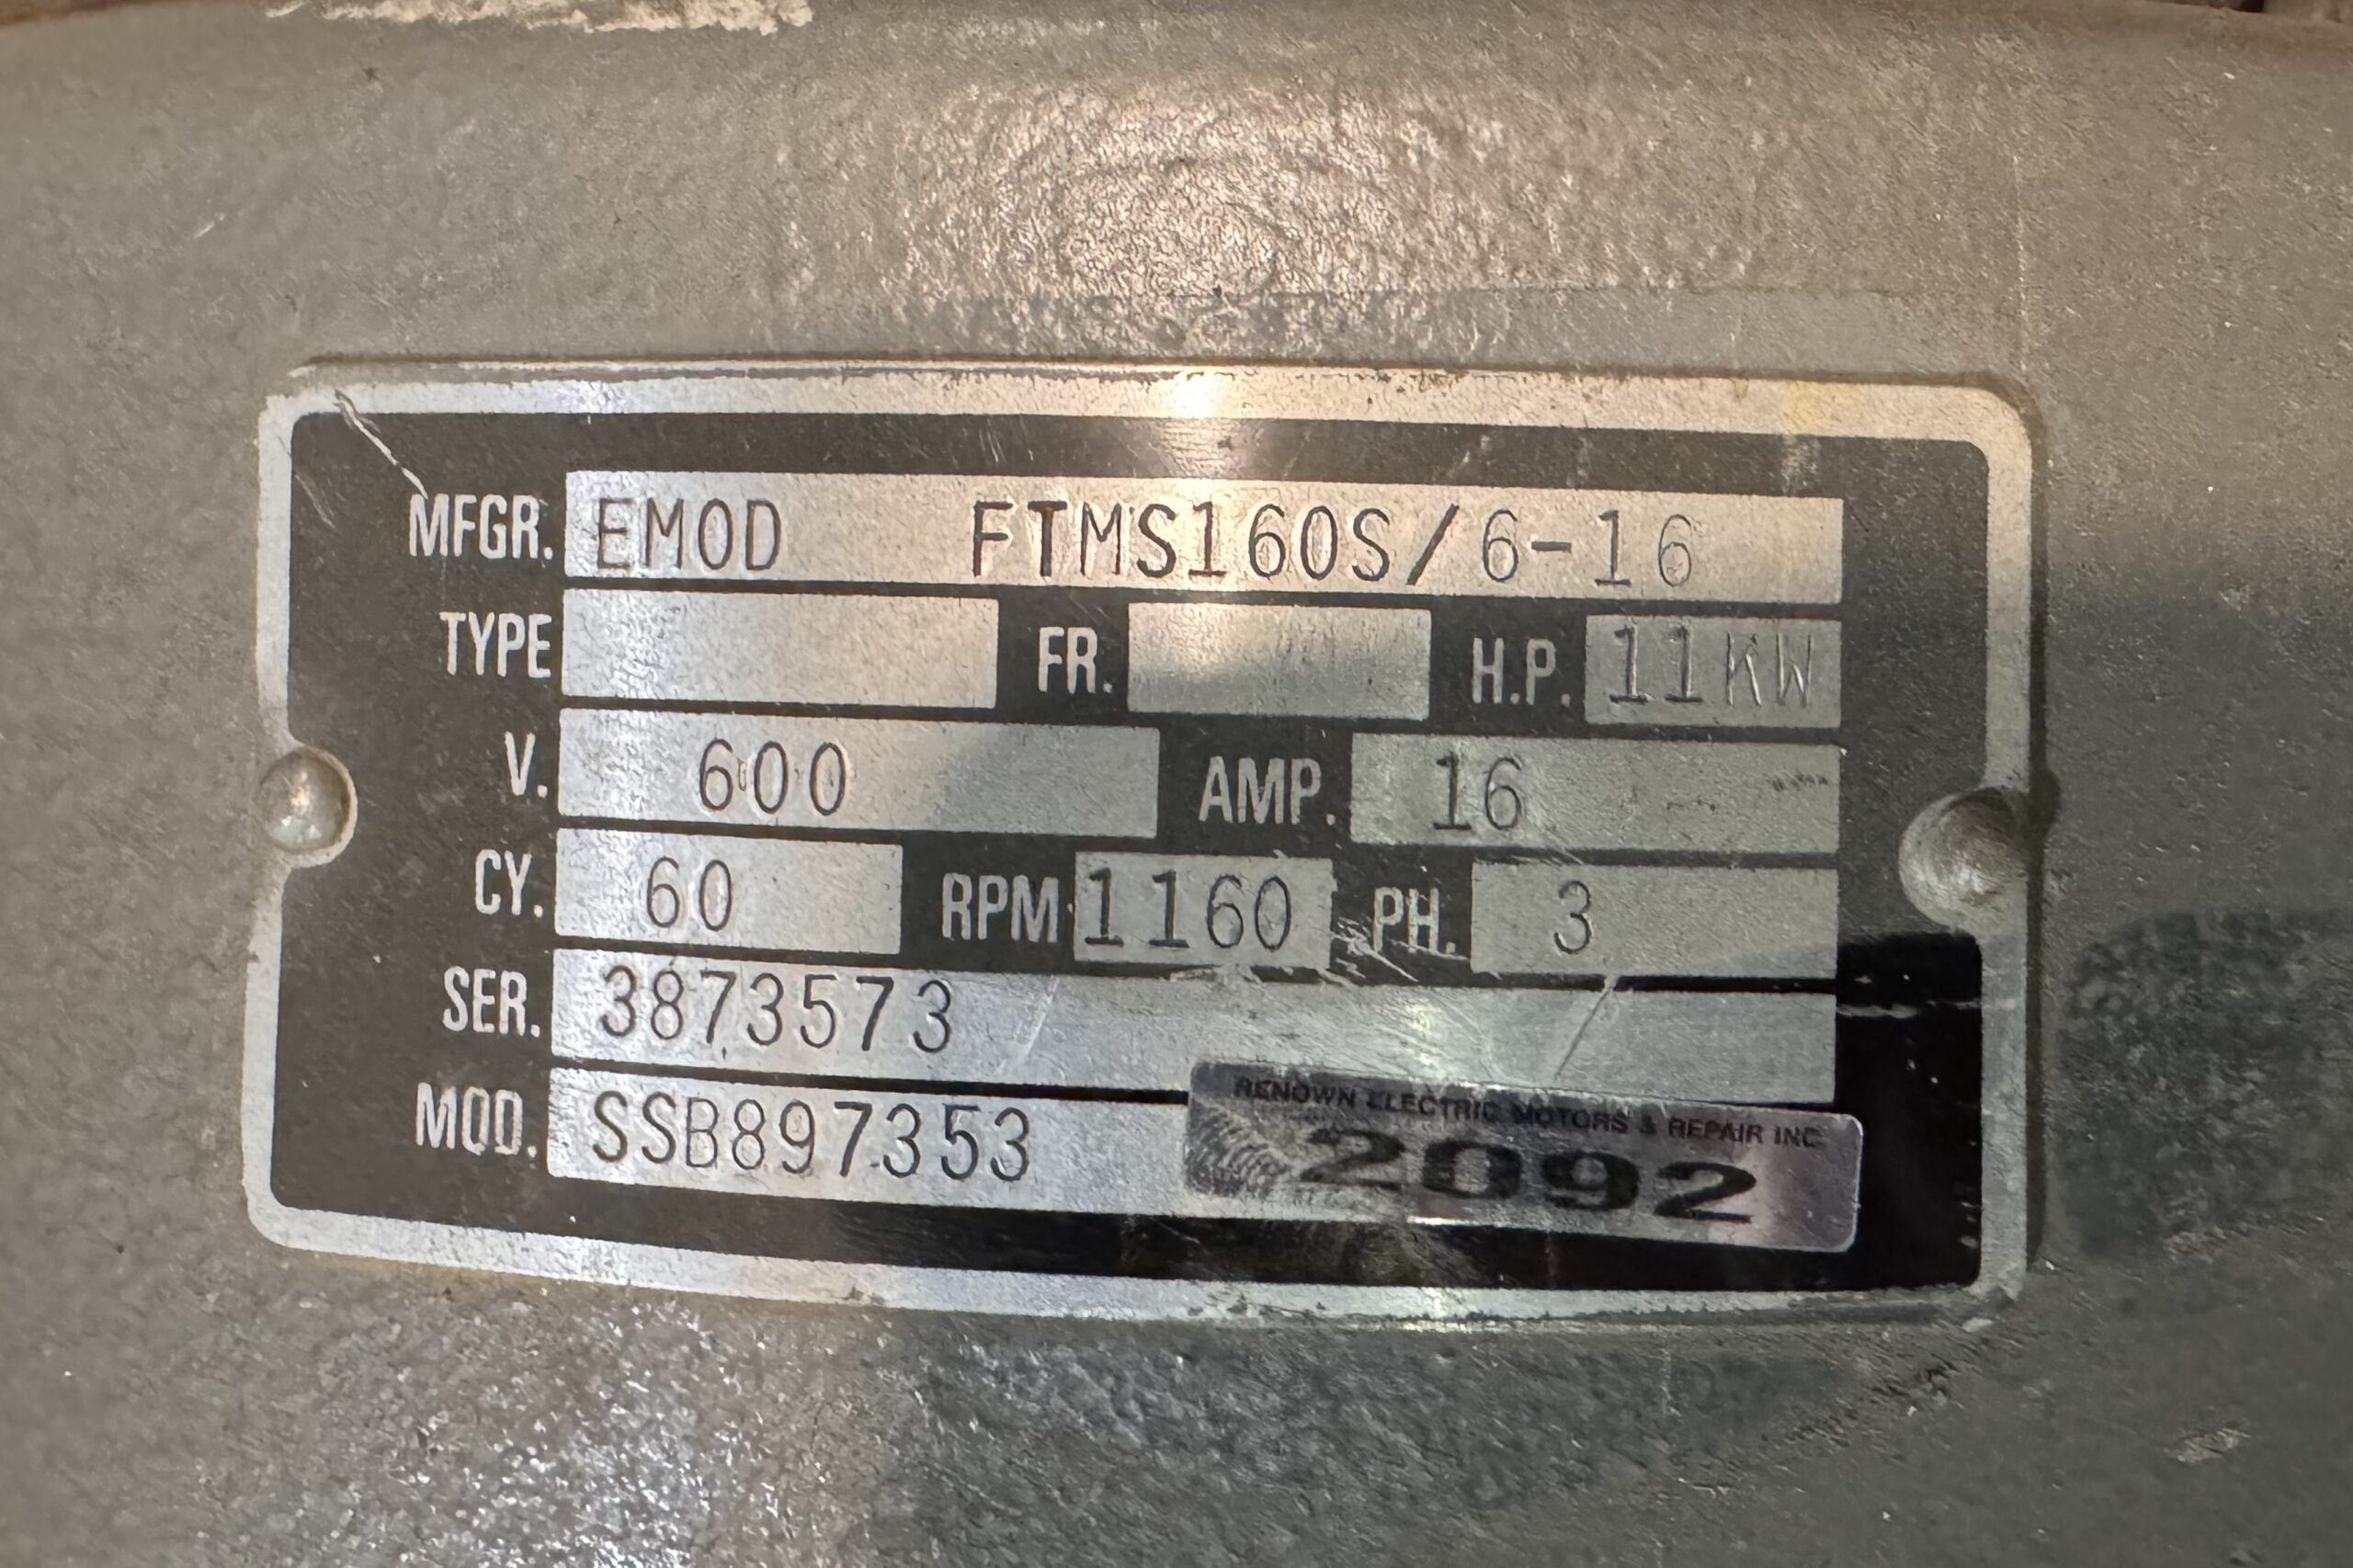 MFGR. EMOD FTMS160S/6-16
TYPE FR. H.P. 11KW
V. 600 AMP. 16
CY. 60 RPM 1160 PH. 3
SER. 3873573
MOD. SSB897353
RENOWN ELECTRIC MOTORS & REPAIR INC
2092